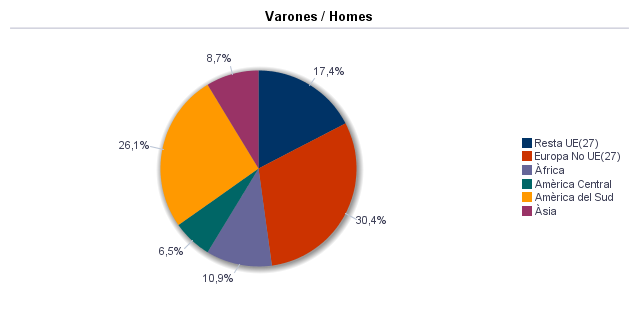 Varones / Homes
8,7%
17,4%
26,1%
30,4%
6,5%
10,9%
Resta UE(27)
Europa No UE(27)
Àfrica
Amèrica Central
Amèrica del Sud
Àsia